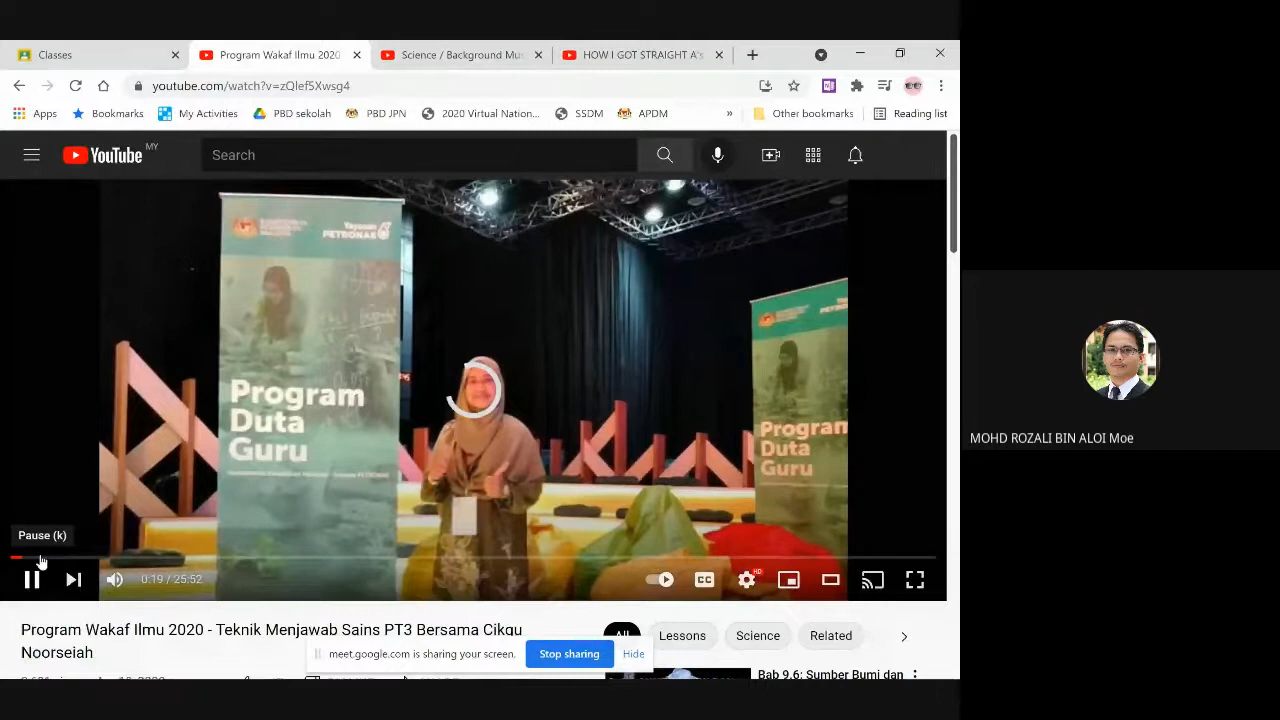 Classes
Program Wakaf Ilmu 2020
Science / Background Mu
HOW I GOT STRAIGHT A's
youtube.com/watch?v=zQlef5Xwsg4
Apps
Bookmarks
My Activities
PBD sekolah
PBD JPN
2020 Virtual Nation...
SSDM
APDM
»
Other bookmarks
Reading list
YouTube MY
Search
Yayasan
PETRONAS
Program
Duta
Guru
Program
Duta
Guru
MOHD ROZALI BIN ALOI Moe
Pause (k)
0:19 / 25:52
CC
HD
Program Wakaf Ilmu 2020 - Teknik Menjawab Sains PT3 Bersama Cikgu
Noorseiah
All
Lessons
Science
Related
meet.google.com is sharing your screen.
Stop sharing
Hide
Bab 9.6: Sumber Bumi dan